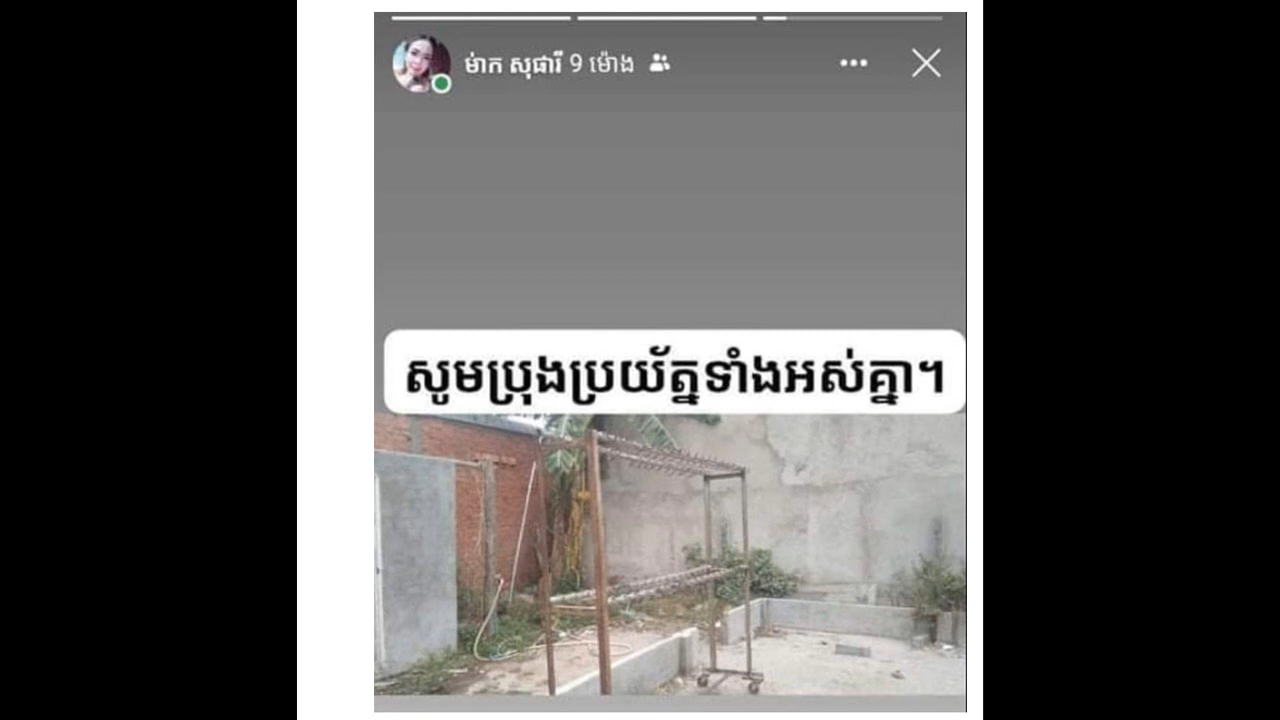 ម៉ាក សុផារី 9 ម៉ោង
សូមប្រុងប្រយ័ត្នទាំងអស់គ្នា។